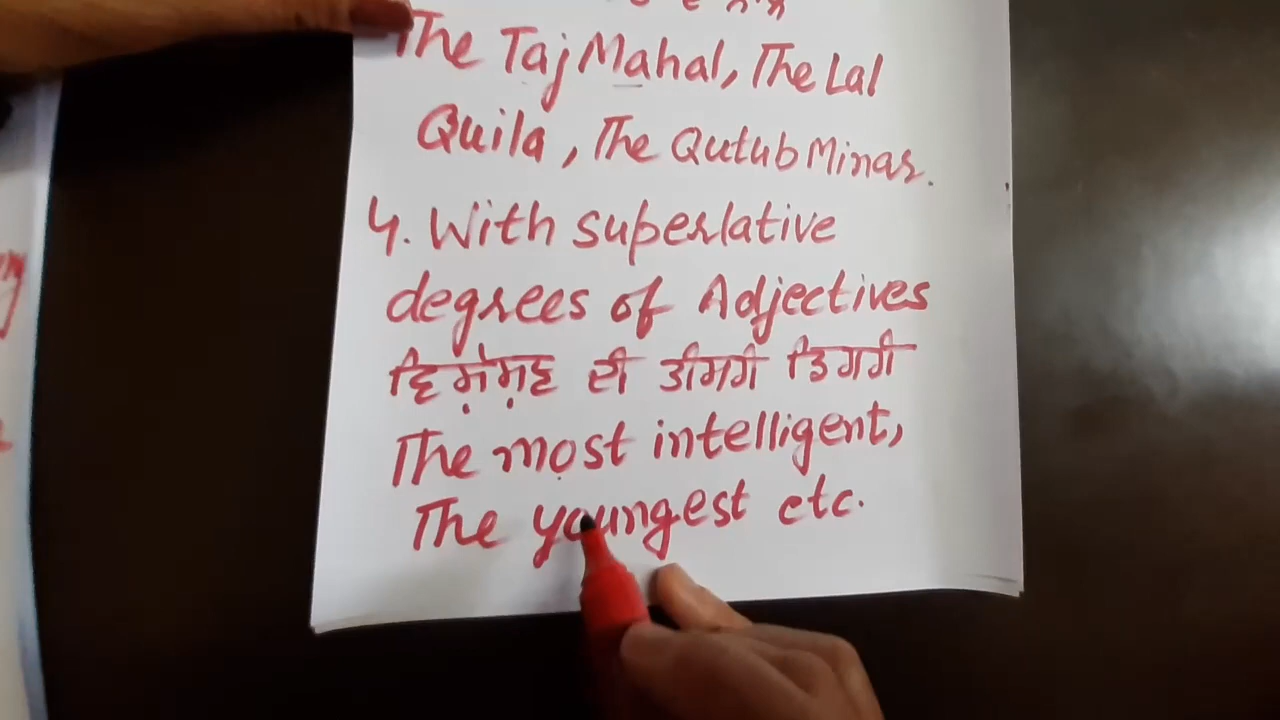 The Taj Mahal, The Lal
Quila, The Qutub Minar.
4. With superlative
degrees of Adjectives
ਵਿਸ਼ੇਸ਼ਣ ਦੀ ਤੀਸਰੀ ਡਿਗਰੀ
The most intelligent,
The youngest etc.